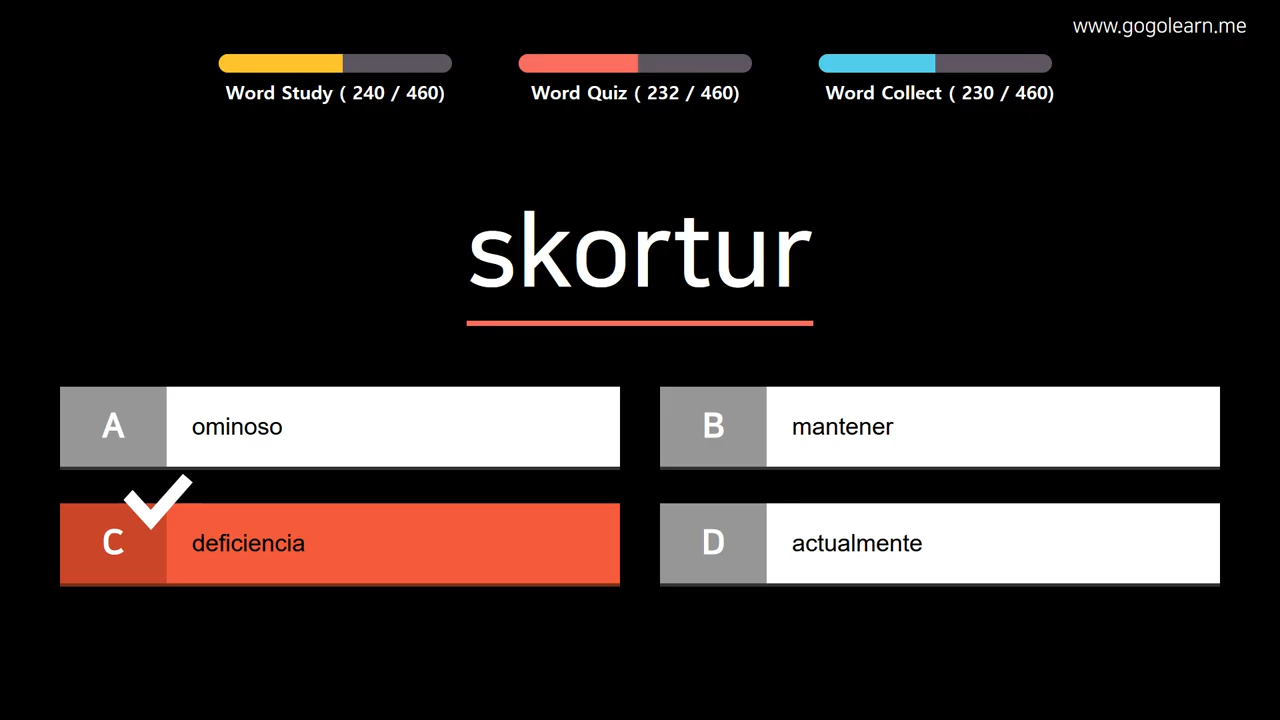 www.gogolearn.me
Word Study ( 240 / 460)
Word Quiz ( 232 / 460)
Word Collect ( 230 / 460)
skortur
A ominoso
B mantener
C deficiencia
D actualmente